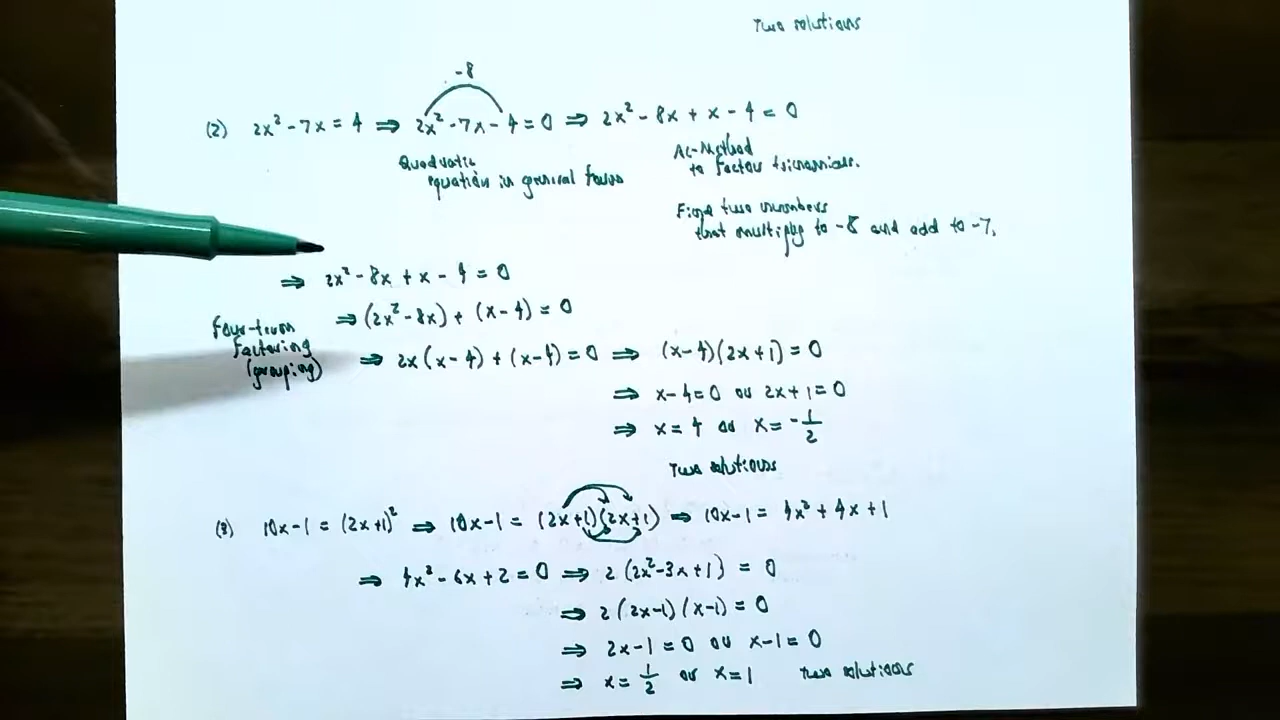 Two solutions
-8
(2) 2x² - 7x = 4 ⇒ 2x² - 7x - 4 = 0 ⇒ 2x² - 8x + x - 4 = 0
Quadratic equation in general form
AC-Method to factor trinomials.
Find two numbers
that multiply to -8 and add to -7.
⇒ 2x² - 8x + x - 4 = 0
⇒ (2x² - 8x) + (x - 4) = 0
Four-term
factoring
(grouping)
⇒ 2x(x - 4) + (x - 4) = 0 ⇒ (x - 4)(2x + 1) = 0
⇒ x - 4 = 0 or 2x + 1 = 0
⇒ x = 4 or x = -1/2
Two solutions
(3) 10x - 1 = (2x + 1)² ⇒ 10x - 1 = (2x + 1)(2x + 1) ⇒ 10x - 1 = 4x² + 4x + 1
⇒ 4x² - 6x + 2 = 0 ⇒ 2(2x² - 3x + 1) = 0
⇒ 2(2x - 1)(x - 1) = 0
⇒ 2x - 1 = 0 or x - 1 = 0
⇒ x = 1/2 or x = 1 two solutions